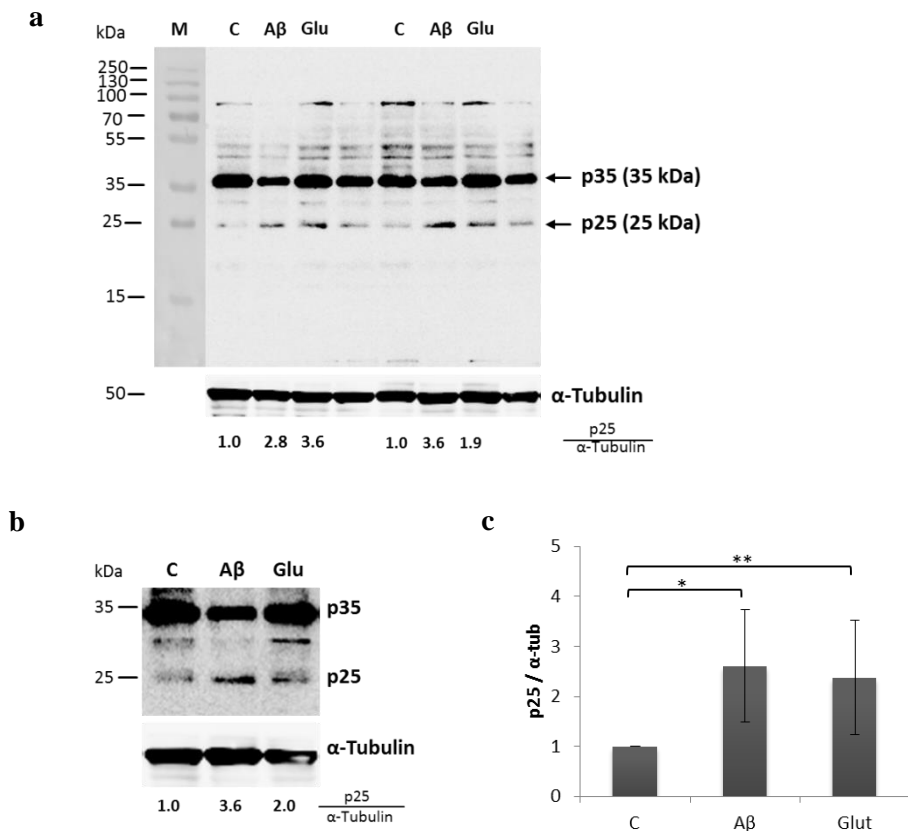 a
kDa M C Aβ Glu C Aβ Glu
250
130
100
70
55
35
25
15
p35 (35 kDa)
p25 (25 kDa)
50
α-Tubulin
1.0 2.8 3.6 1.0 3.6 1.9
p25
α-Tubulin
b
kDa C Aβ Glu
35
p35
25
p25
α-Tubulin
1.0 3.6 2.0
p25
α-Tubulin
c
p25 / α-tub
5
4
3
2
1
0
**
*
C Aβ Glut